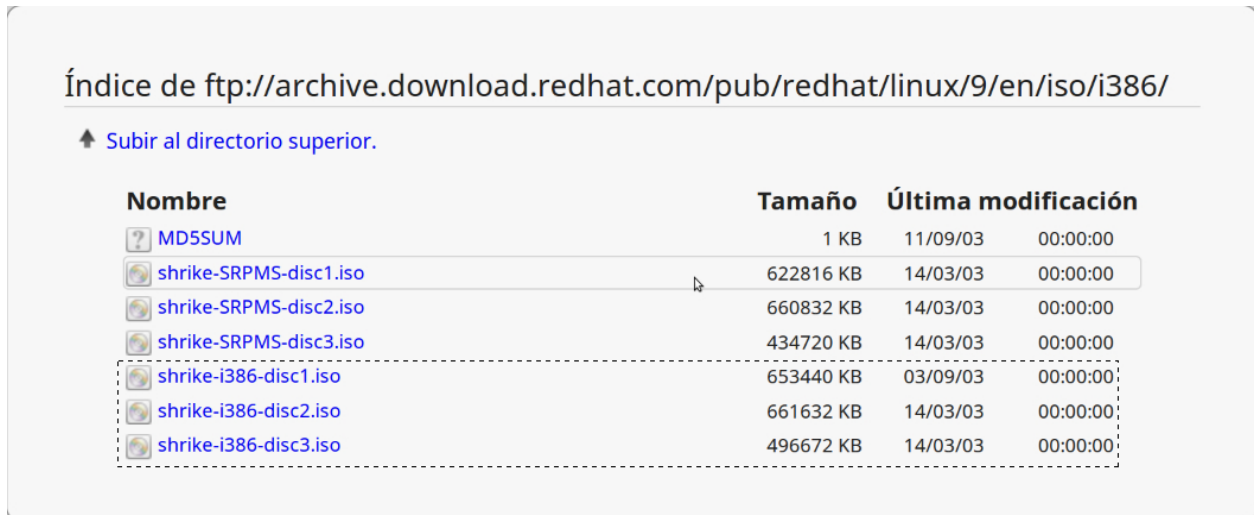 Índice de ftp://archive.download.redhat.com/pub/redhat/linux/9/en/iso/i386/
Subir al directorio superior.
Nombre Tamaño Última modificación
MD5SUM 1 KB 11/09/03 00:00:00
shrike-SRPMS-disc1.iso 622816 KB 14/03/03 00:00:00
shrike-SRPMS-disc2.iso 660832 KB 14/03/03 00:00:00
shrike-SRPMS-disc3.iso 434720 KB 14/03/03 00:00:00
shrike-i386-disc1.iso 653440 KB 03/09/03 00:00:00
shrike-i386-disc2.iso 661632 KB 14/03/03 00:00:00
shrike-i386-disc3.iso 496672 KB 14/03/03 00:00:00